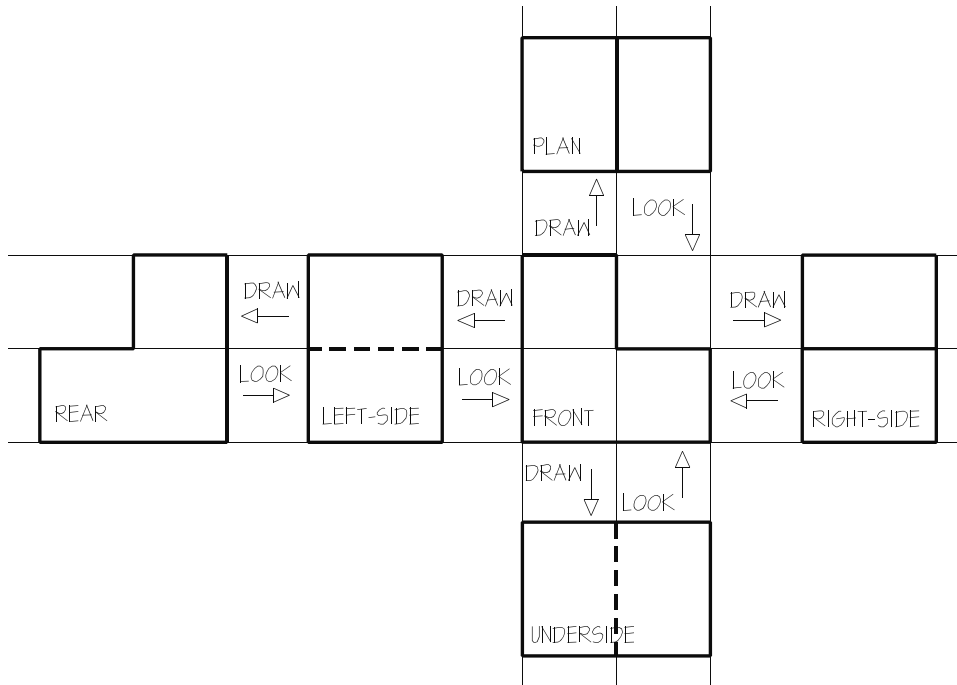 PLAN
LOOK
DRAW
DRAW
DRAW
DRAW
LOOK
LOOK
LOOK
REAR
LEFT-SIDE
FRONT
RIGHT-SIDE
DRAW
LOOK
UNDERSIDE